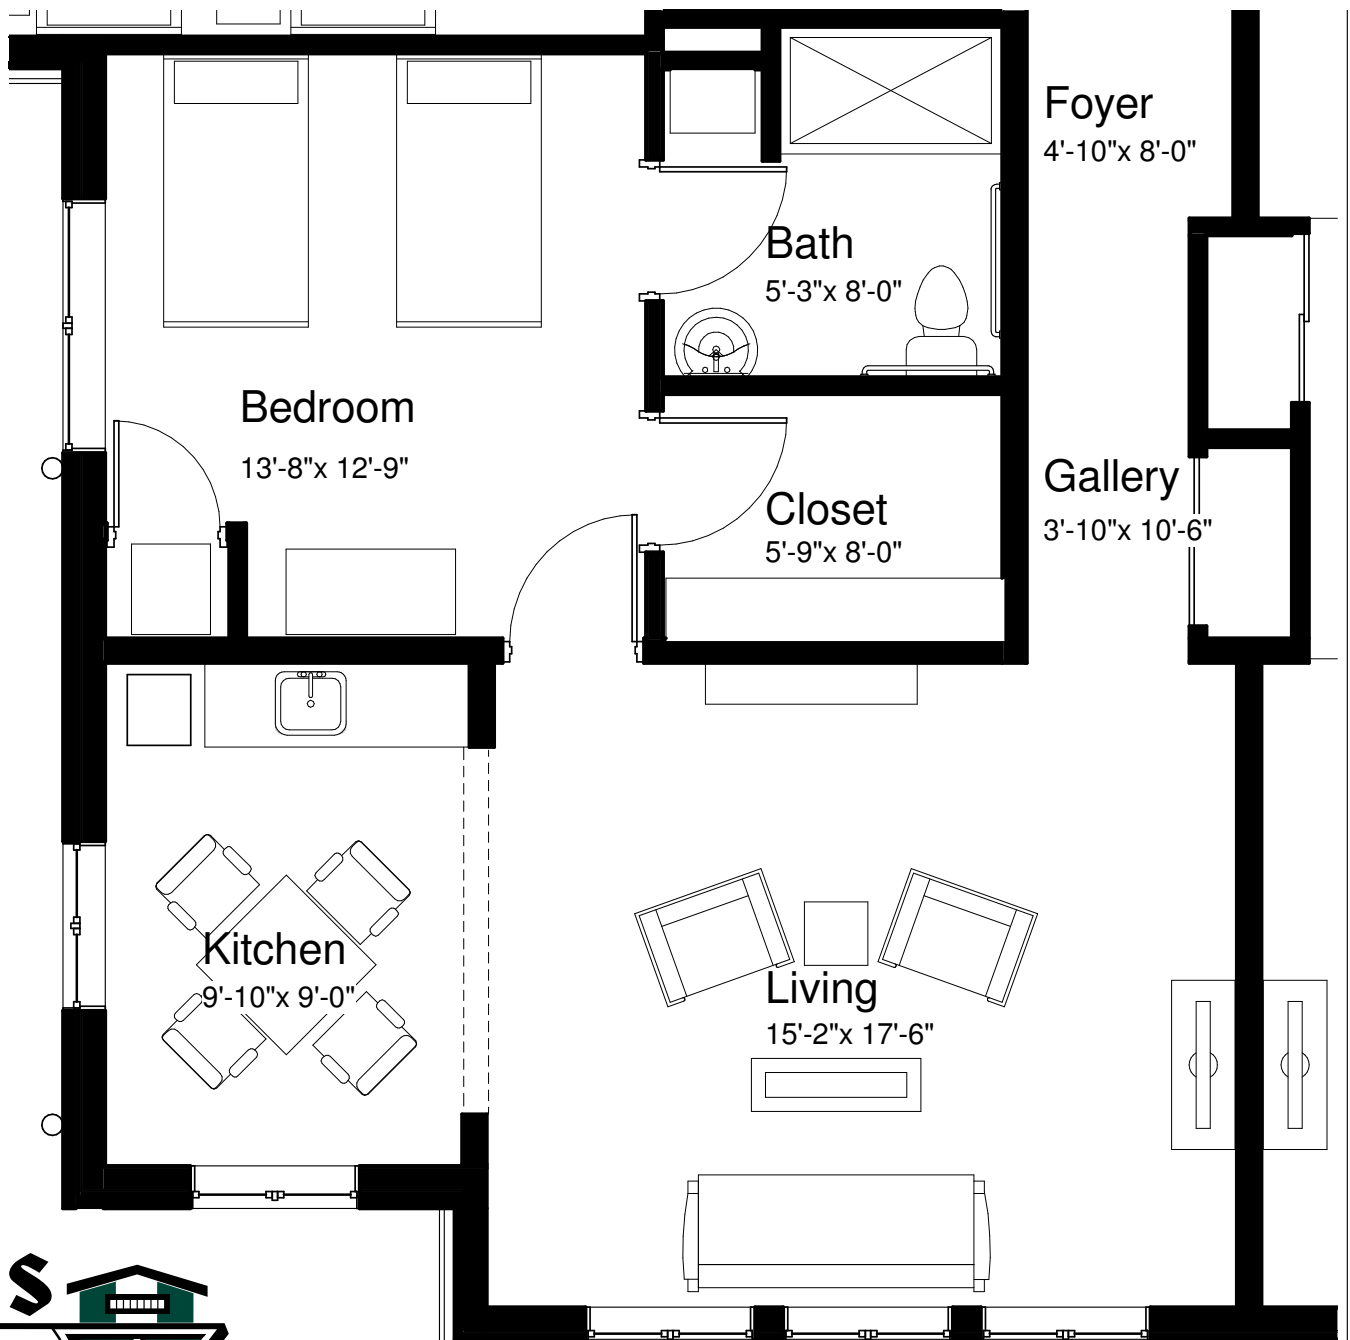 Foyer
4'-10"x 8'-0"
Bath
5'-3"x 8'-0"
Bedroom
13'-8"x 12'-9"
Gallery
3'-10"x 10'-6"
Closet
5'-9"x 8'-0"
Kitchen
9'-10"x 9'-0"
Living
15'-2"x 17'-6"
S